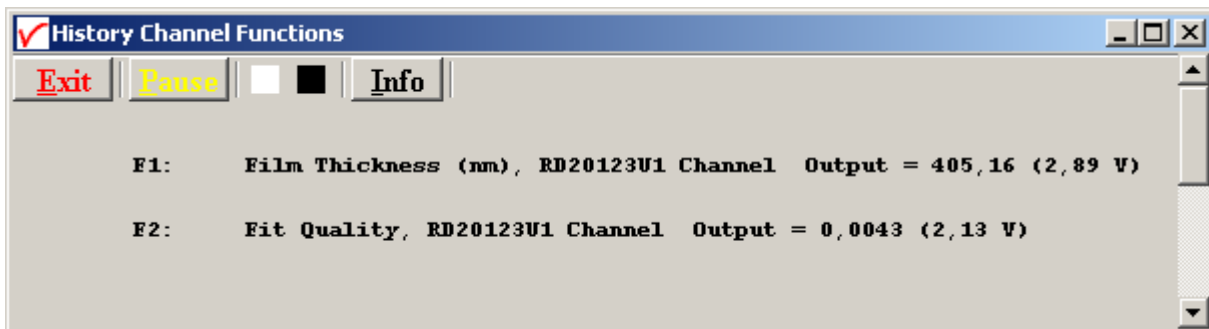 History Channel Functions
Exit Pause Info
F1: Film Thickness (nm), RD20123V1 Channel Output = 405,16 (2,89 V)
F2: Fit Quality, RD20123V1 Channel Output = 0,0043 (2,13 V)